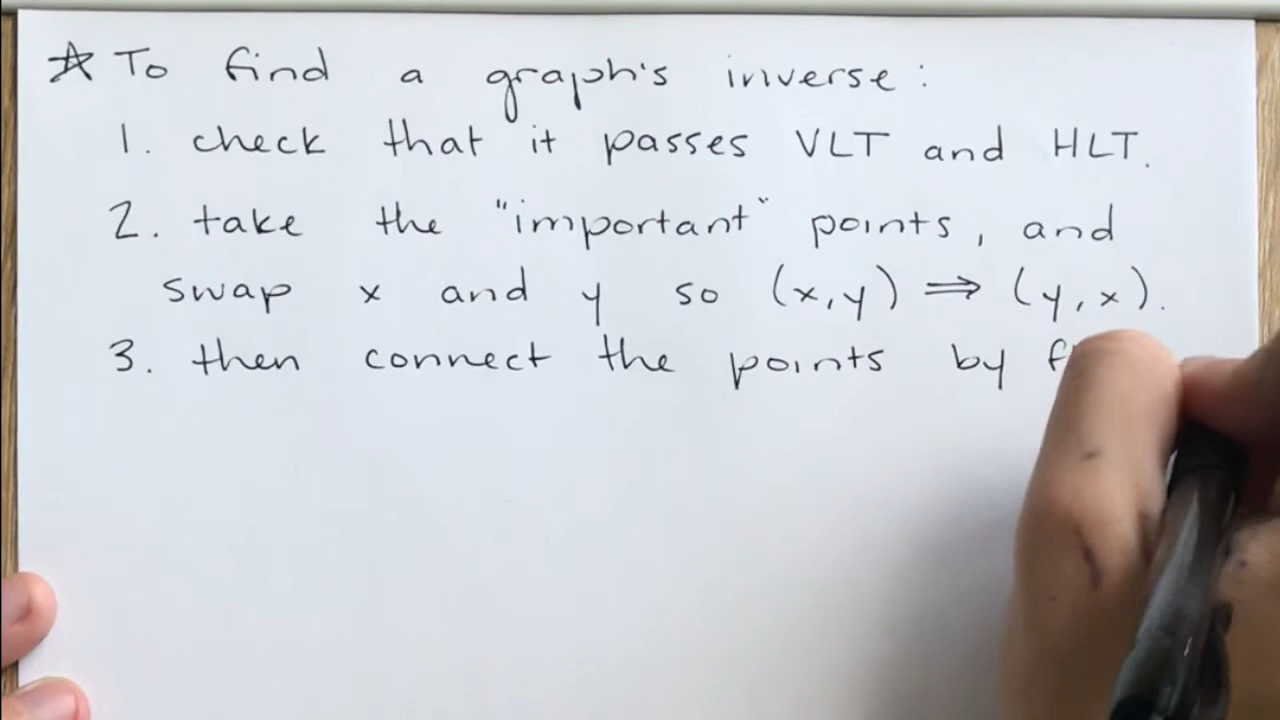 ☆ To find a graph's inverse:
1. check that it passes VLT and HLT.
2. take the "important" points, and
swap x and y so (x,y) ⇒ (y,x).
3. then connect the points by